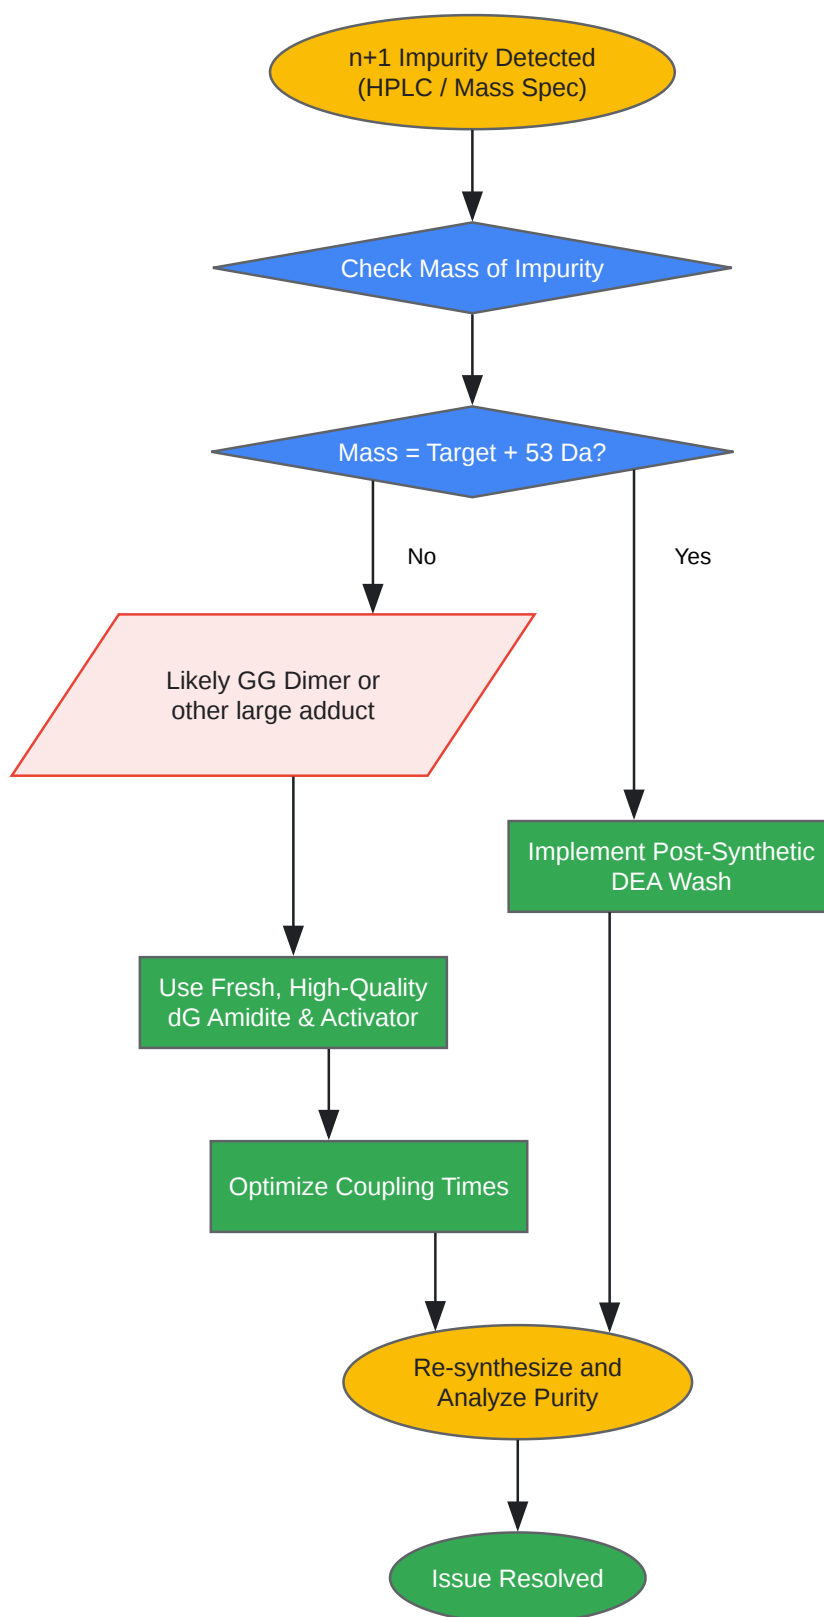 n+1 Impurity Detected
(HPLC / Mass Spec)
Check Mass of Impurity
Mass = Target + 53 Da?
No
Yes
Likely GG Dimer or
other large adduct
Implement Post-Synthetic
DEA Wash
Use Fresh, High-Quality
dG Amidite & Activator
Optimize Coupling Times
Re-synthesize and
Analyze Purity
Issue Resolved